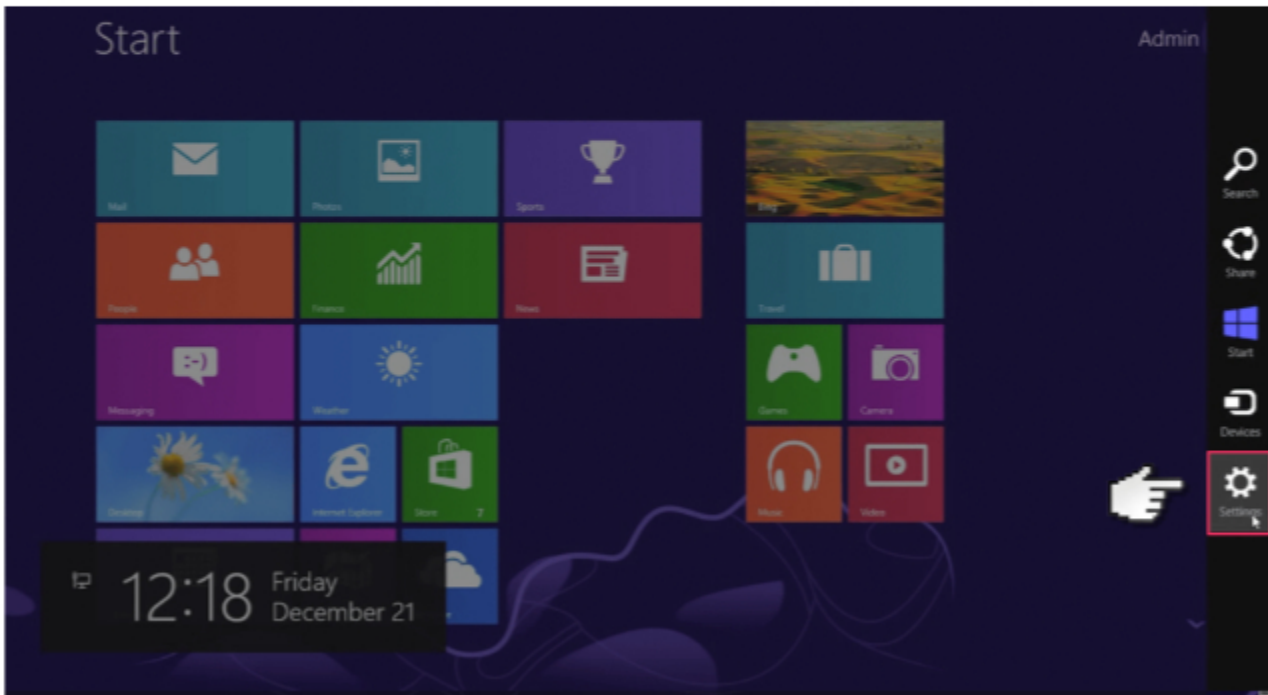 Start
Admin
Mail
Photos
Sports
Bing
People
Finance
News
Travel
Messaging
Weather
Games
Camera
Desktop
Internet Explorer
Store
7
Music
Video
12:18
Friday
December 21
Search
Share
Start
Devices
Settings